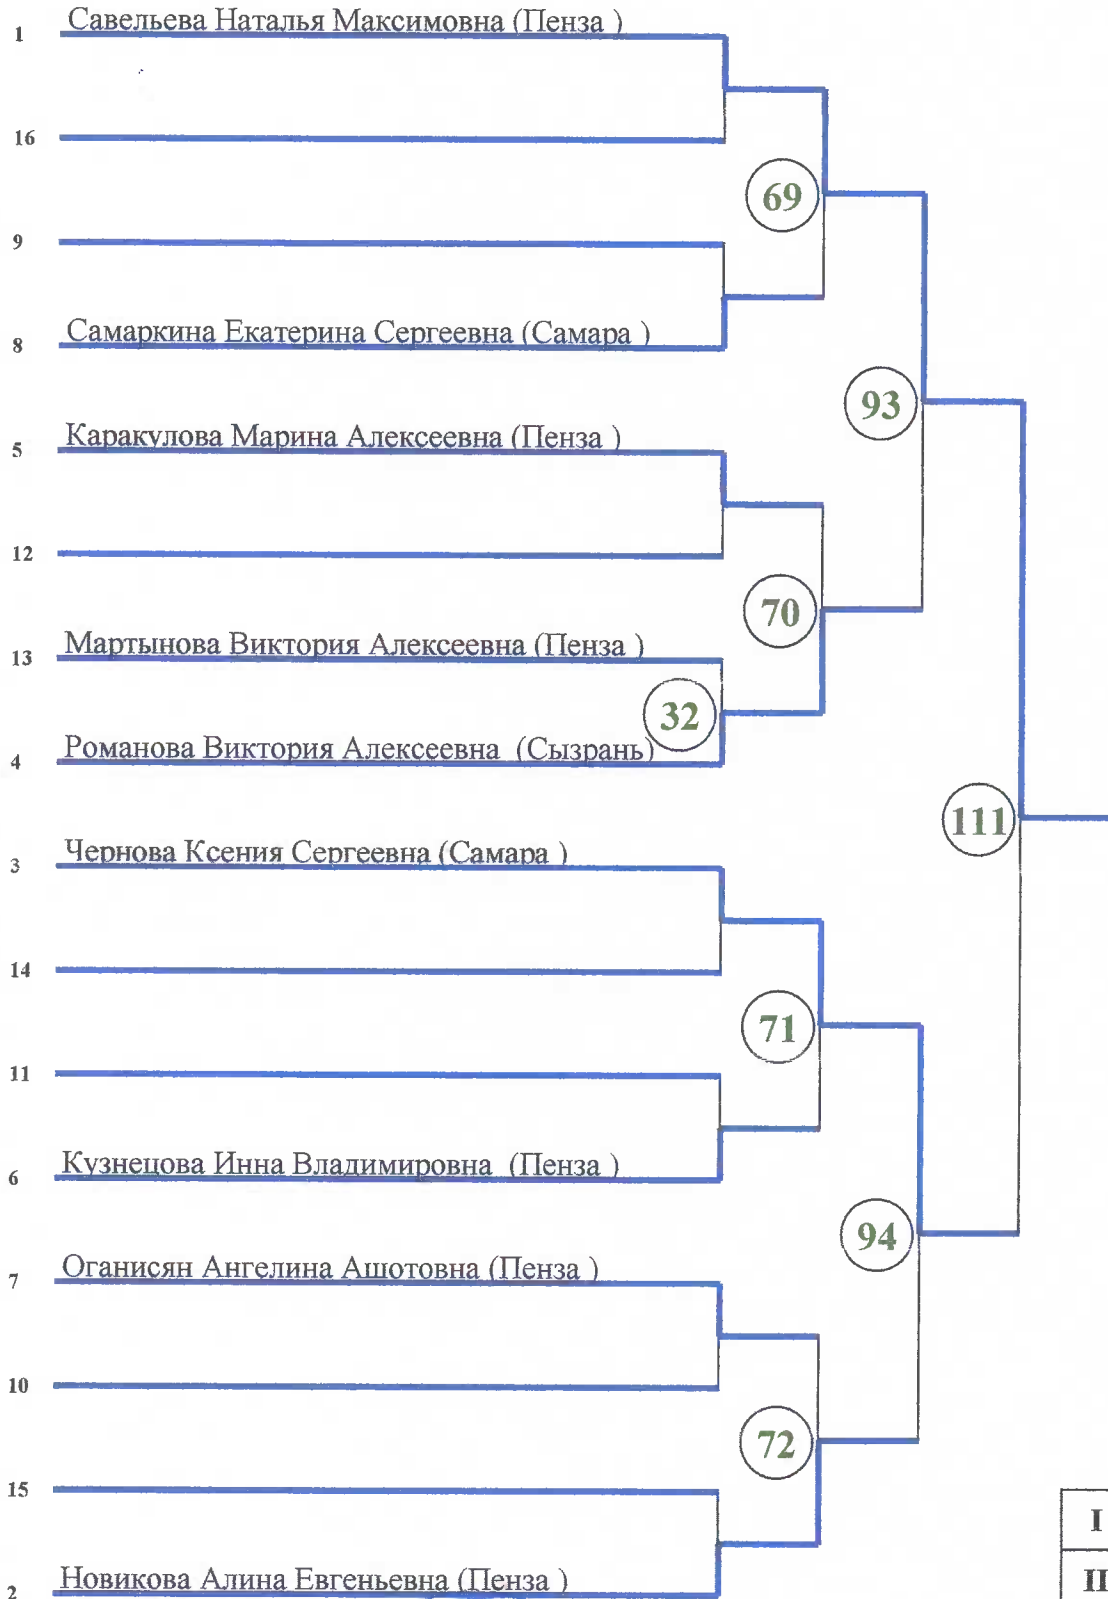 1 Савельева Наталья Максимовна (Пенза )
16
69
9
8 Самаркина Екатерина Сергеевна (Самара )
93
5 Каракулова Марина Алексеевна (Пенза )
12
70
13 Мартынова Виктория Алексеевна (Пенза )
32
4 Романова Виктория Алексеевна (Сызрань)
111
3 Чернова Ксения Сергеевна (Самара )
14
71
11
6 Кузнецова Инна Владимировна (Пенза )
94
7 Оганисян Ангелина Ашотовна (Пенза )
10
72
15
I
2 Новикова Алина Евгеньевна (Пенза )
II